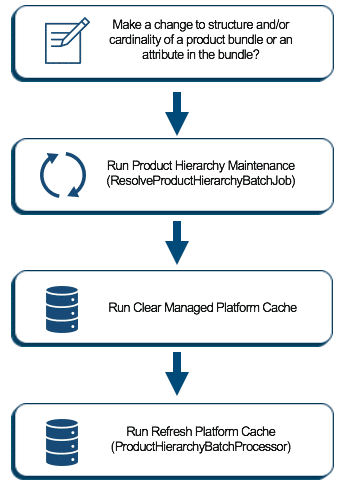 Make a change to structure and/or
cardinality of a product bundle or an
attribute in the bundle?
Run Product Hierarchy Maintenance
(ResolveProductHierarchyBatchJob)
Run Clear Managed Platform Cache
Run Refresh Platform Cache
(ProductHierarchyBatchProcessor)